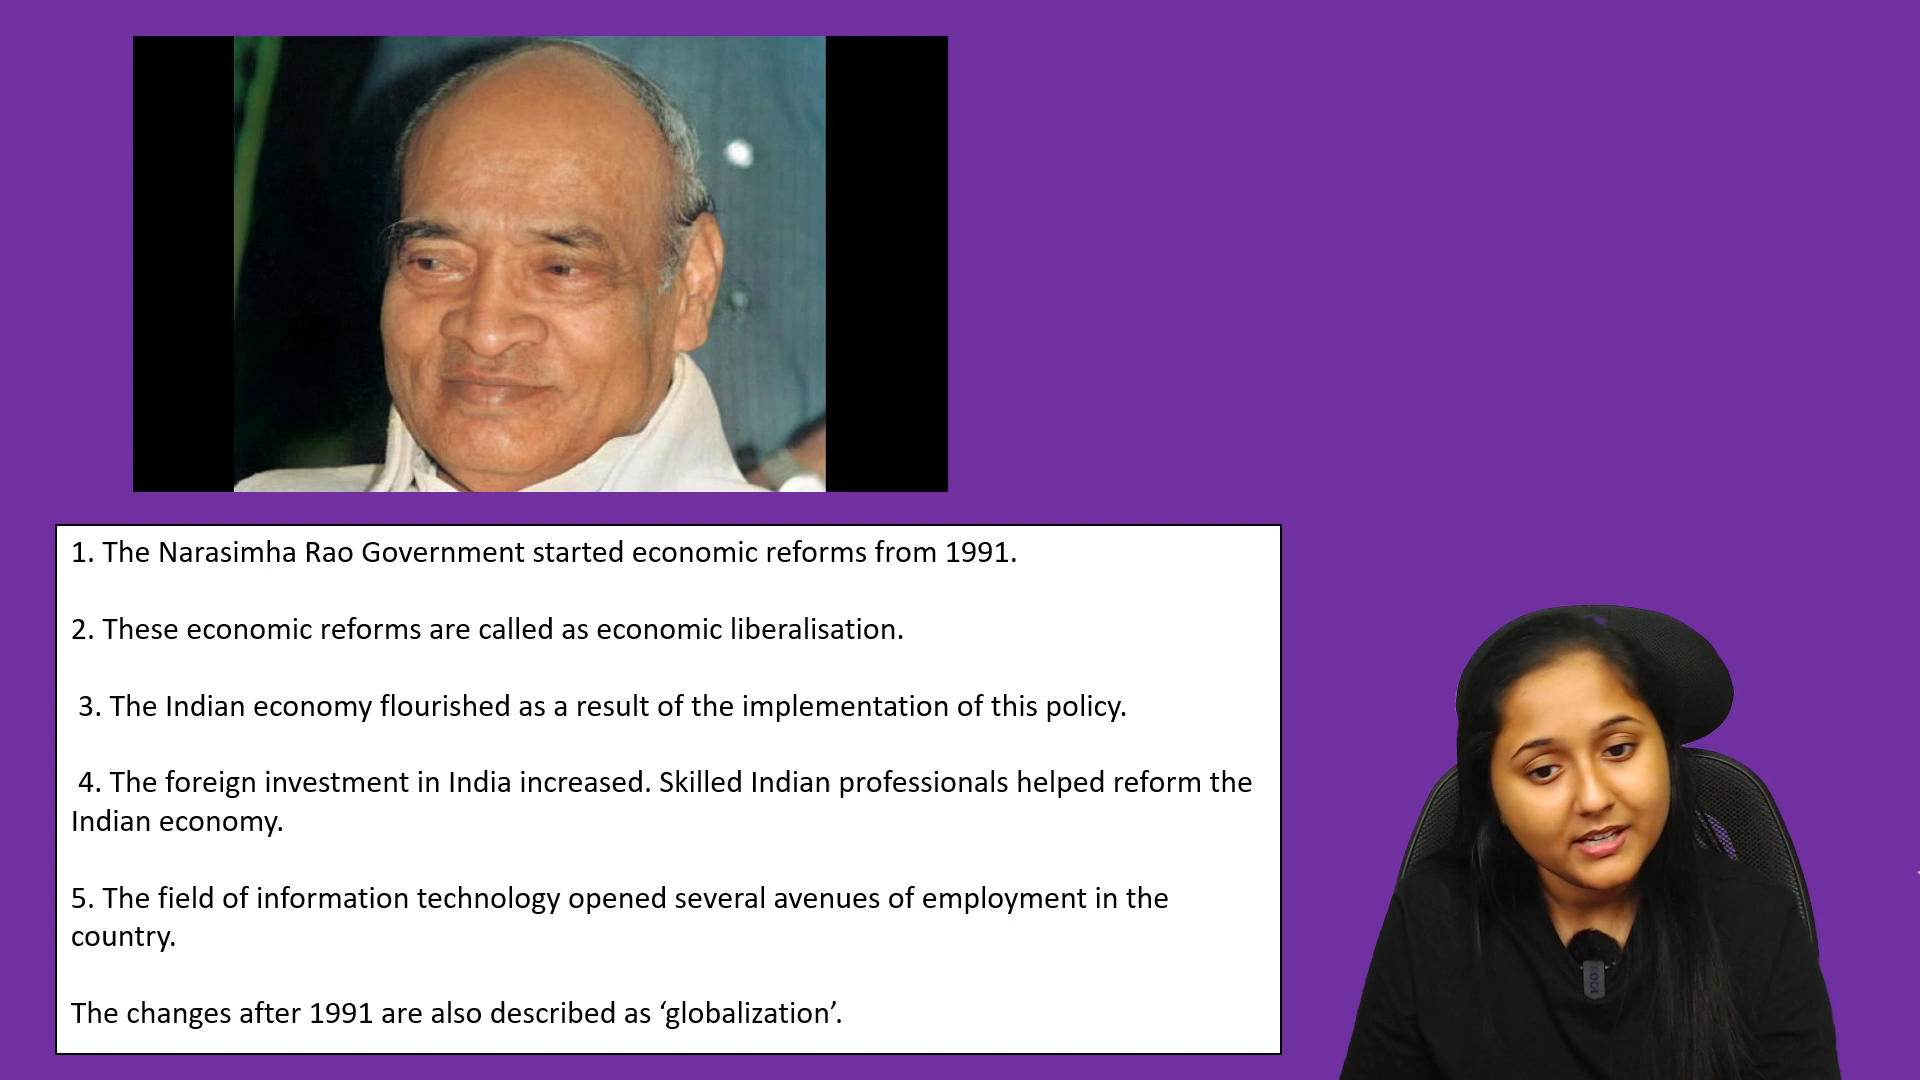 1. The Narasimha Rao Government started economic reforms from 1991.
2. These economic reforms are called as economic liberalisation.
3. The Indian economy flourished as a result of the implementation of this policy.
4. The foreign investment in India increased. Skilled Indian professionals helped reform the
Indian economy.
5. The field of information technology opened several avenues of employment in the
country.
The changes after 1991 are also described as ‘globalization’.
RODE